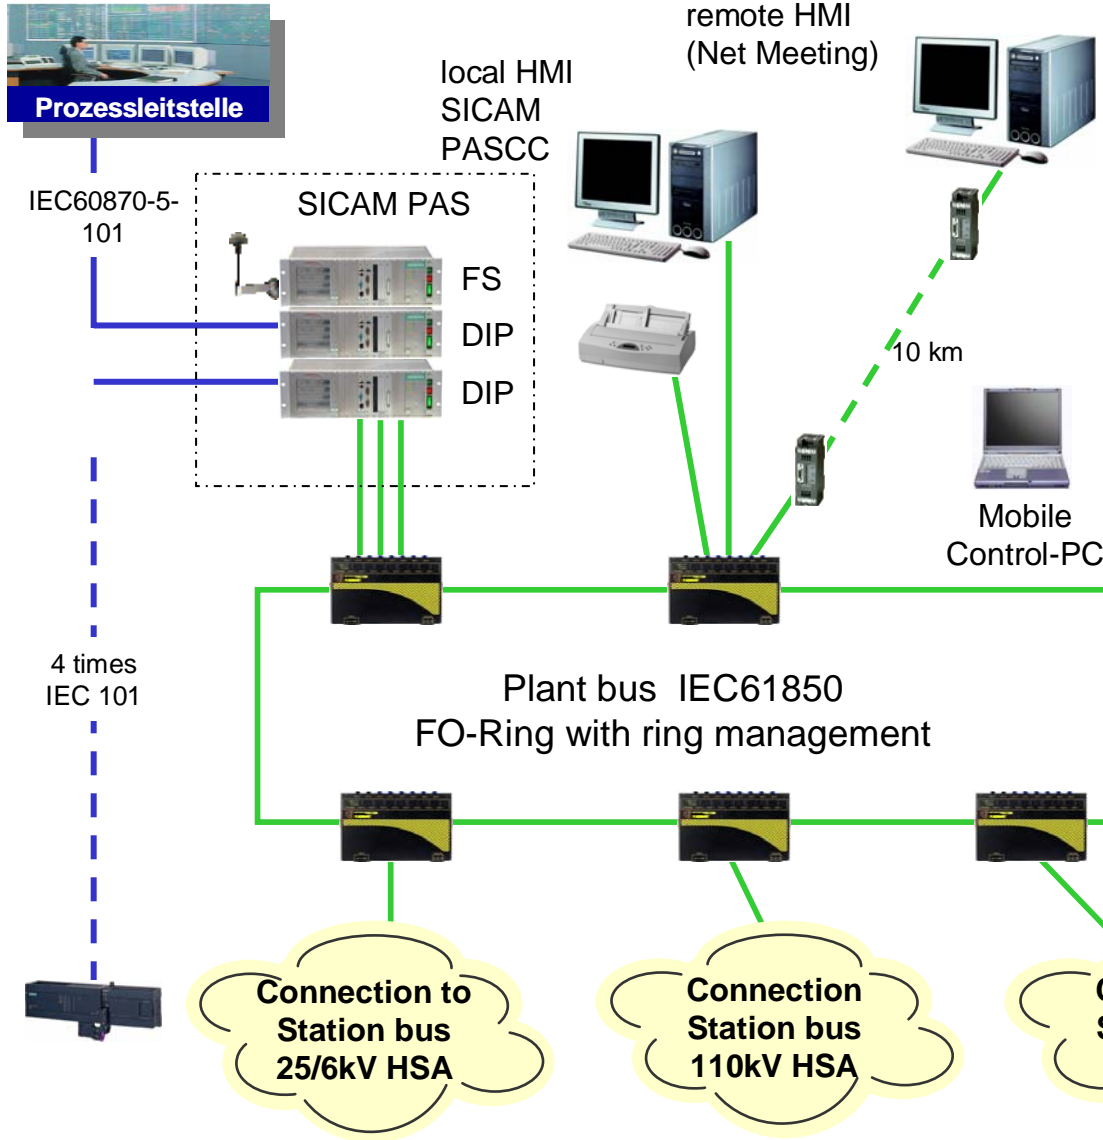 remote HMI
(Net Meeting)
local HMI
SICAM
PASCC
Prozessleitstelle
IEC60870-5-
101
SICAM PAS
FS
DIP
DIP
10 km
Mobile
Control-PC
4 times
IEC 101
Plant bus IEC61850
FO-Ring with ring management
Connection to
Station bus
25/6kV HSA
Connection
Station bus
110kV HSA